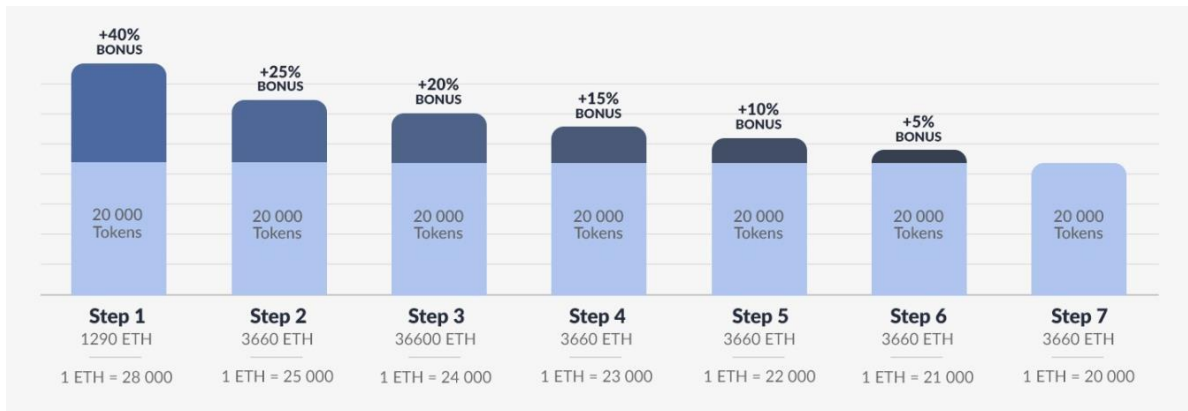 +40%
BONUS
+25%
BONUS
+20%
BONUS
+15%
BONUS
+10%
BONUS
+5%
BONUS
20 000
Tokens
20 000
Tokens
20 000
Tokens
20 000
Tokens
20 000
Tokens
20 000
Tokens
20 000
Tokens
Step 1
1290 ETH
1 ETH = 28 000
Step 2
3660 ETH
1 ETH = 25 000
Step 3
36600 ETH
1 ETH = 24 000
Step 4
3660 ETH
1 ETH = 23 000
Step 5
3660 ETH
1 ETH = 22 000
Step 6
3660 ETH
1 ETH = 21 000
Step 7
3660 ETH
1 ETH = 20 000